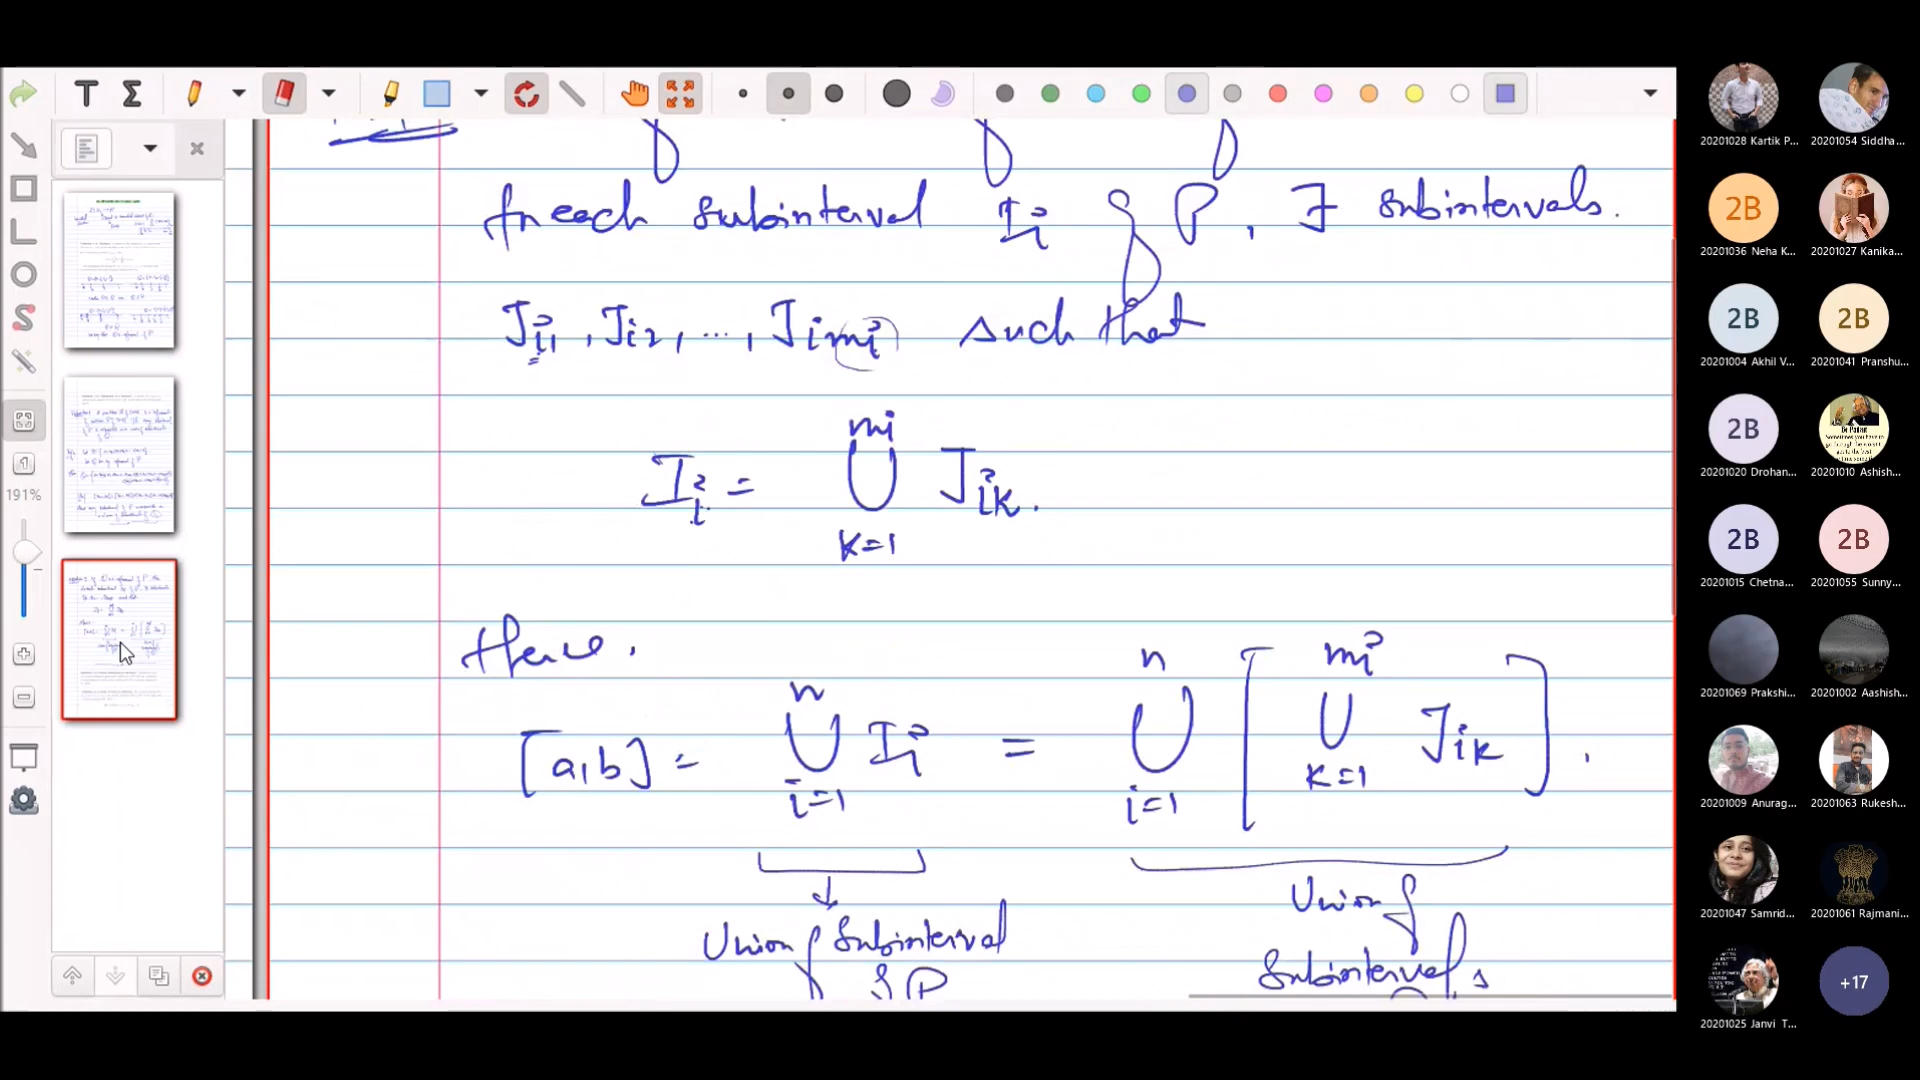 T Σ
for each subinterval Ii of P, ∃ subintervals.
Ji1, Ji2, ..., Jimi such that
mi
Ii = ∪ Jik.
k=1
Hence,
n n mi
[a,b] = ∪ Ii = ∪ [ ∪ Jik ].
i=1 i=1 k=1
Union of Subinterval
of P
Union of
Subintervals
191%
20201028 Kartik P... 20201054 Siddha...
2B
20201036 Neha K... 20201027 Kanika...
2B 2B
20201004 Akhil V... 20201041 Pranshu...
2B
20201020 Drohan... 20201010 Ashish...
2B 2B
20201015 Chetna... 20201055 Sunny...
20201069 Prakshi... 20201002 Aashish...
20201009 Anurag... 20201063 Rukesh...
20201047 Samrid... 20201061 Rajmani...
+17
20201025 Janvi T...